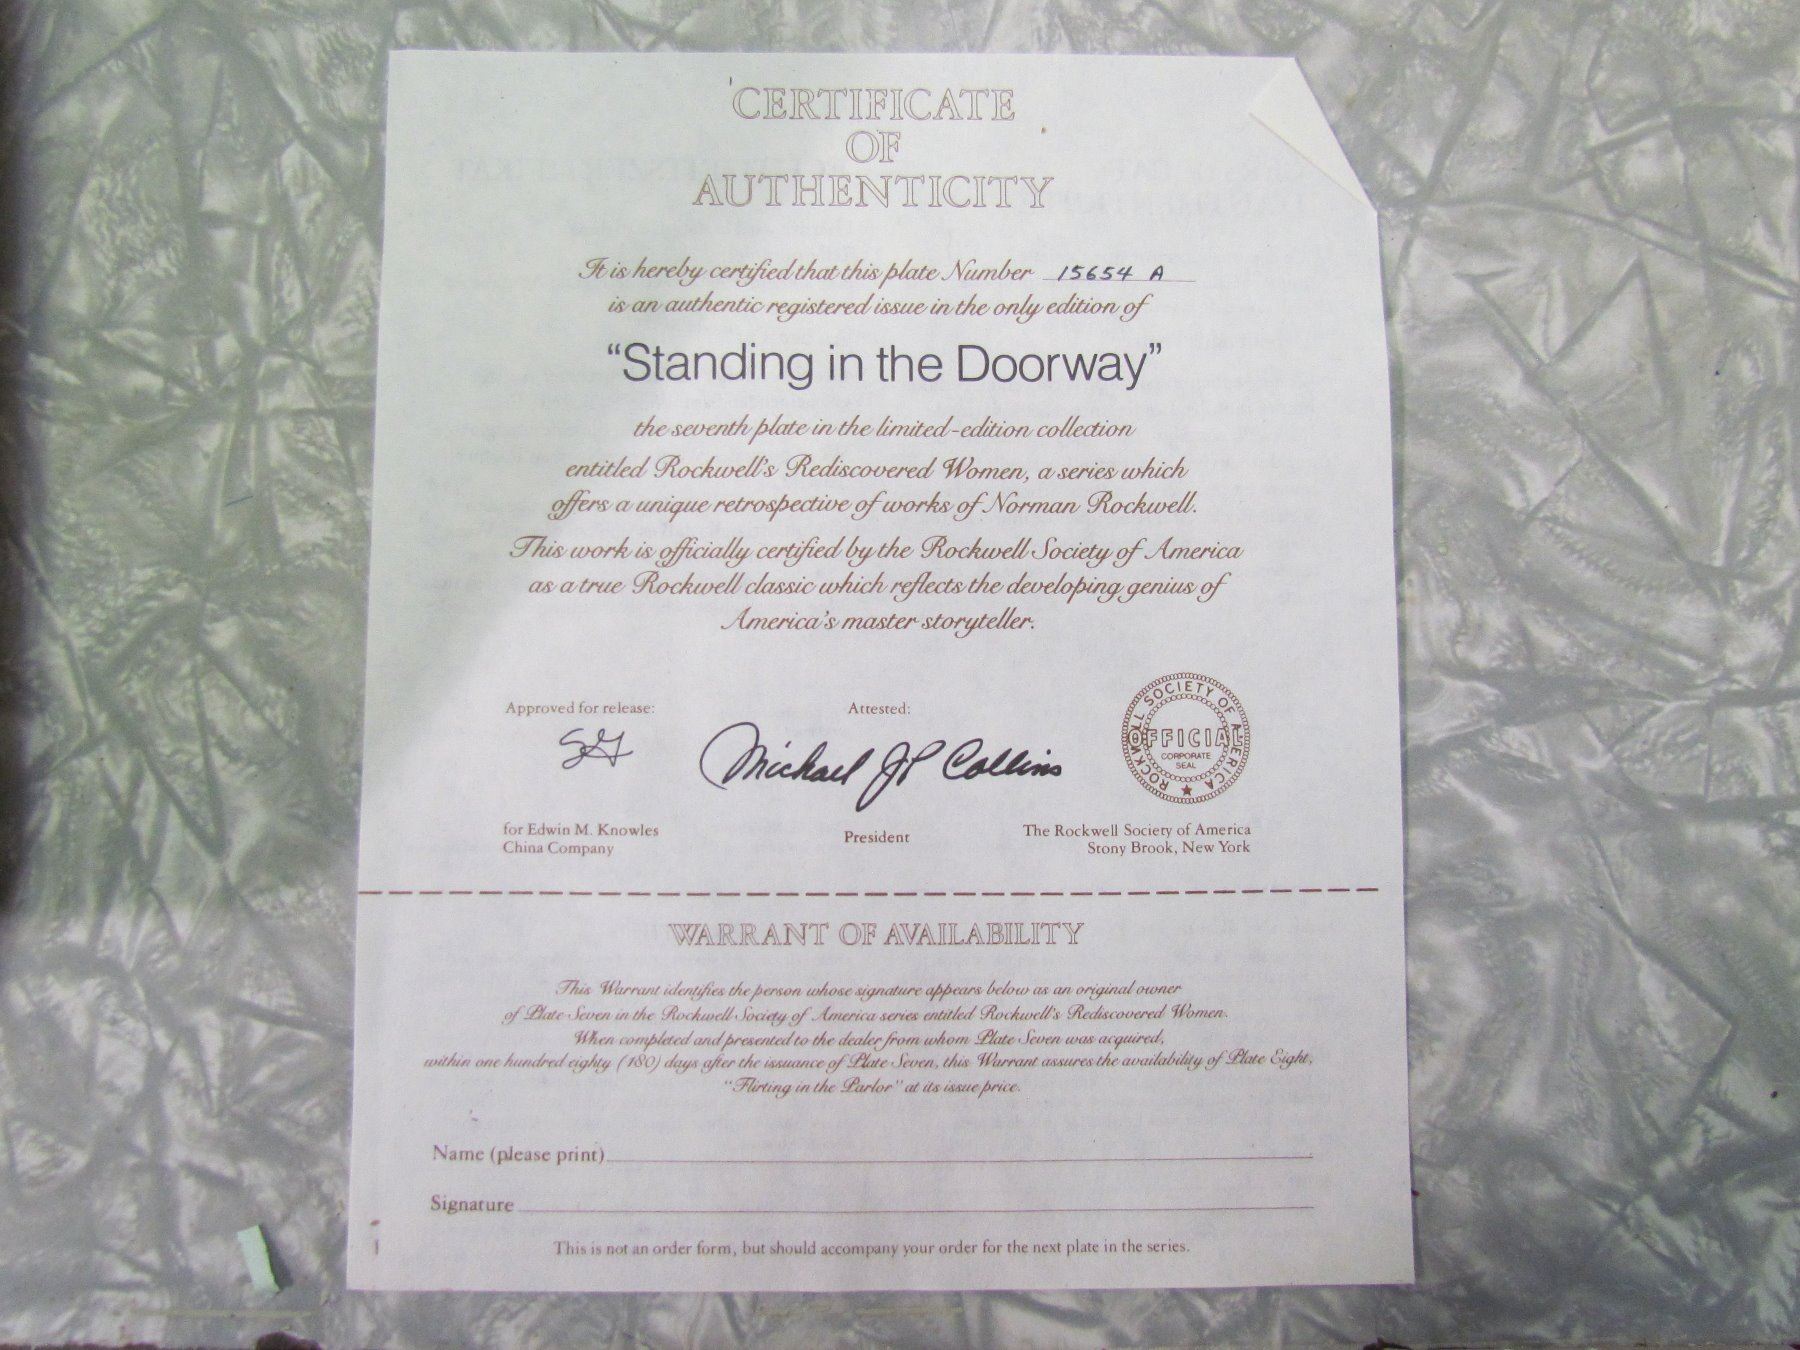 CERTIFICATE
OF
AUTHENTICITY
It is hereby certified that this plate Number 15654 A
is an authentic registered issue in the only edition of
“Standing in the Doorway”
the seventh plate in the limited-edition collection
entitled Rockwell's Rediscovered Women, a series which
offers a unique retrospective of works of Norman Rockwell.
This work is officially certified by the Rockwell Society of America
as a true Rockwell classic which reflects the developing genius of
America's master storyteller.
Approved for release:
Attested:
Michael JP Collins
ROCKWELL SOCIETY OF AMERICA
OFFICIAL
CORPORATE
SEAL
for Edwin M. Knowles
China Company
President
The Rockwell Society of America
Stony Brook, New York
WARRANT OF AVAILABILITY
This Warrant identifies the person whose signature appears below as an original owner
of Plate Seven in the Rockwell Society of America series entitled Rockwell's Rediscovered Women.
When completed and presented to the dealer from whom Plate Seven was acquired,
within one hundred eighty (180) days after the issuance of Plate Seven, this Warrant assures the availability of Plate Eight,
“Flirting in the Parlor” at its issue price.
Name (please print)
Signature
This is not an order form, but should accompany your order for the next plate in the series.